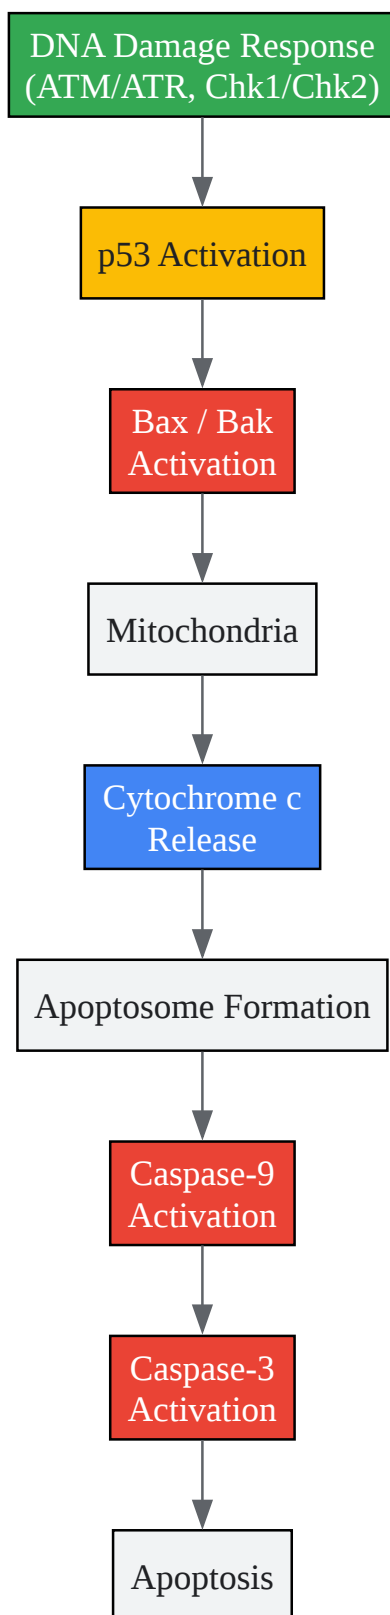 DNA Damage Response
(ATM/ATR, Chk1/Chk2)
p53 Activation
Bax / Bak
Activation
Mitochondria
Cytochrome c
Release
Apoptosome Formation
Caspase-9
Activation
Caspase-3
Activation
Apoptosis